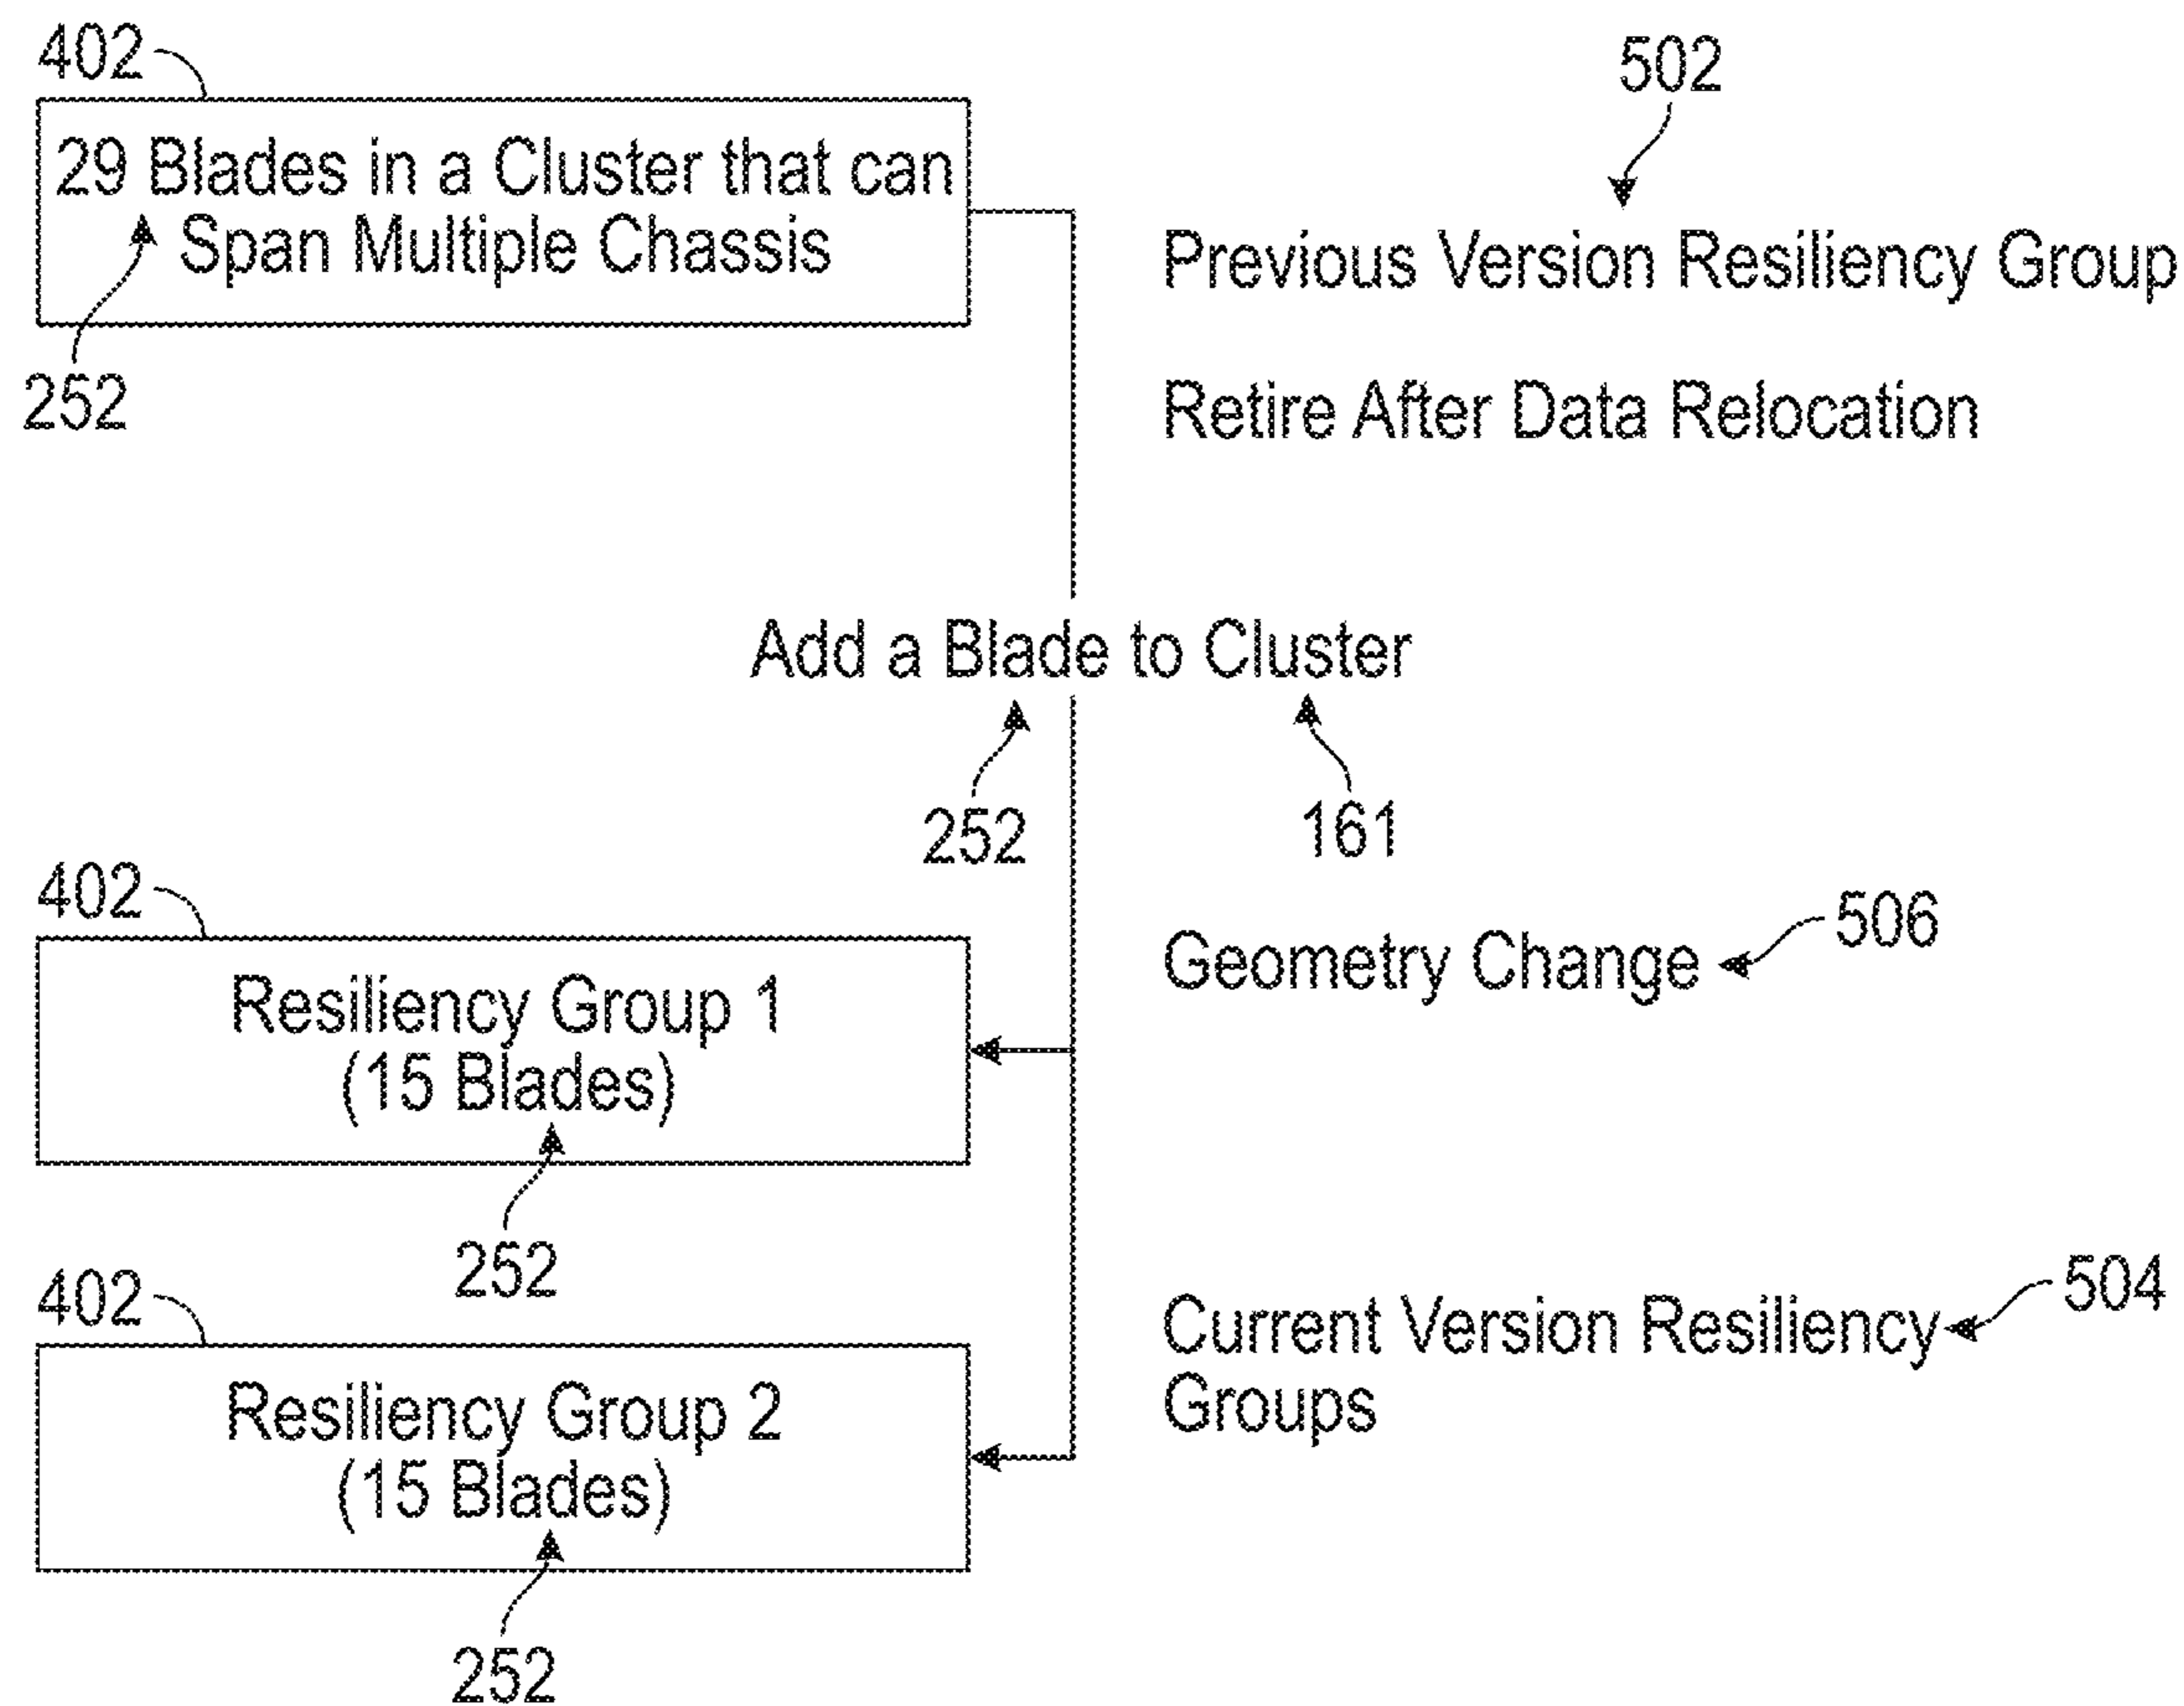 402
502
29 Blades in a Cluster that can
Span Multiple Chassis
Previous Version Resiliency Group
252
Retire After Data Relocation
Add a Blade to Cluster
252
161
402
506
Geometry Change
Resiliency Group 1
(15 Blades)
252
402
504
Current Version Resiliency
Groups
Resiliency Group 2
(15 Blades)
252